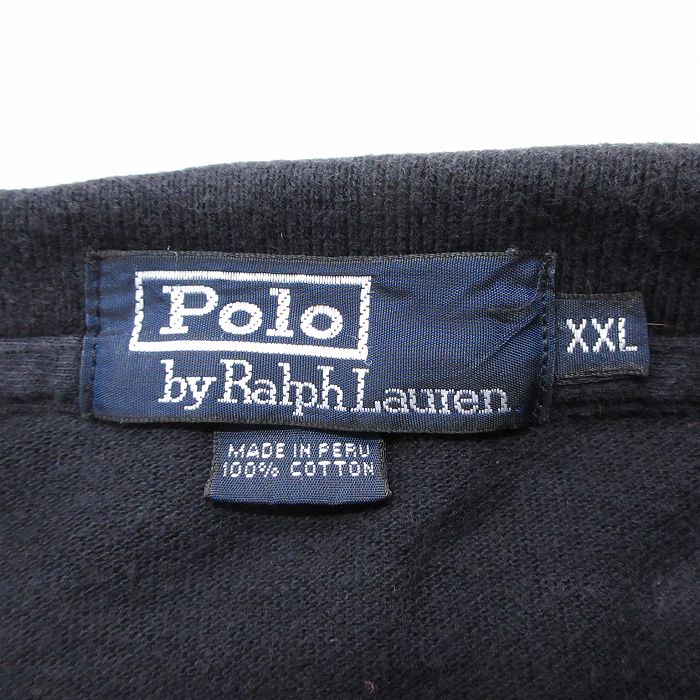 Polo
by Ralph Lauren
XXL
MADE IN PERU
100% COTTON